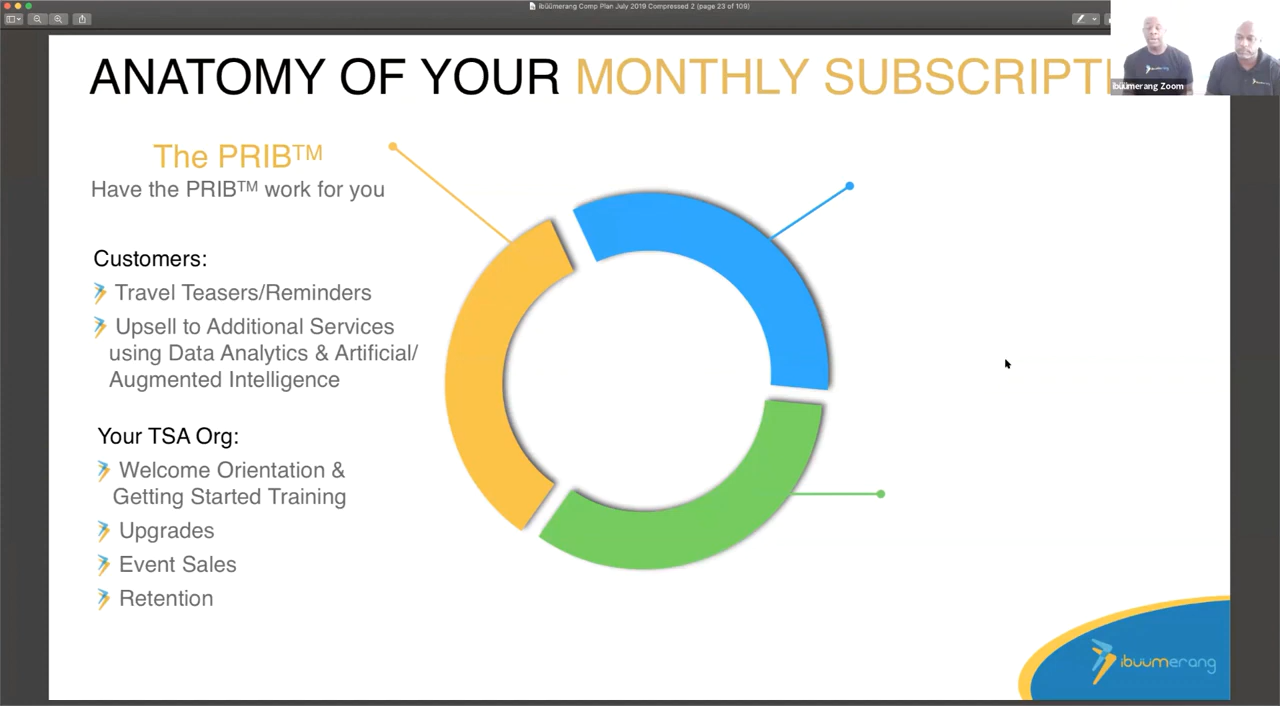 ibüümerang Comp Plan July 2019 Compressed 2 (page 23 of 109)
ibüümerang Zoom
ANATOMY OF YOUR MONTHLY SUBSCRIPTI
The PRIB™
Have the PRIB™ work for you
Customers:
Travel Teasers/Reminders
Upsell to Additional Services
using Data Analytics & Artificial/
Augmented Intelligence
Your TSA Org:
Welcome Orientation &
Getting Started Training
Upgrades
Event Sales
Retention
ibuumerang